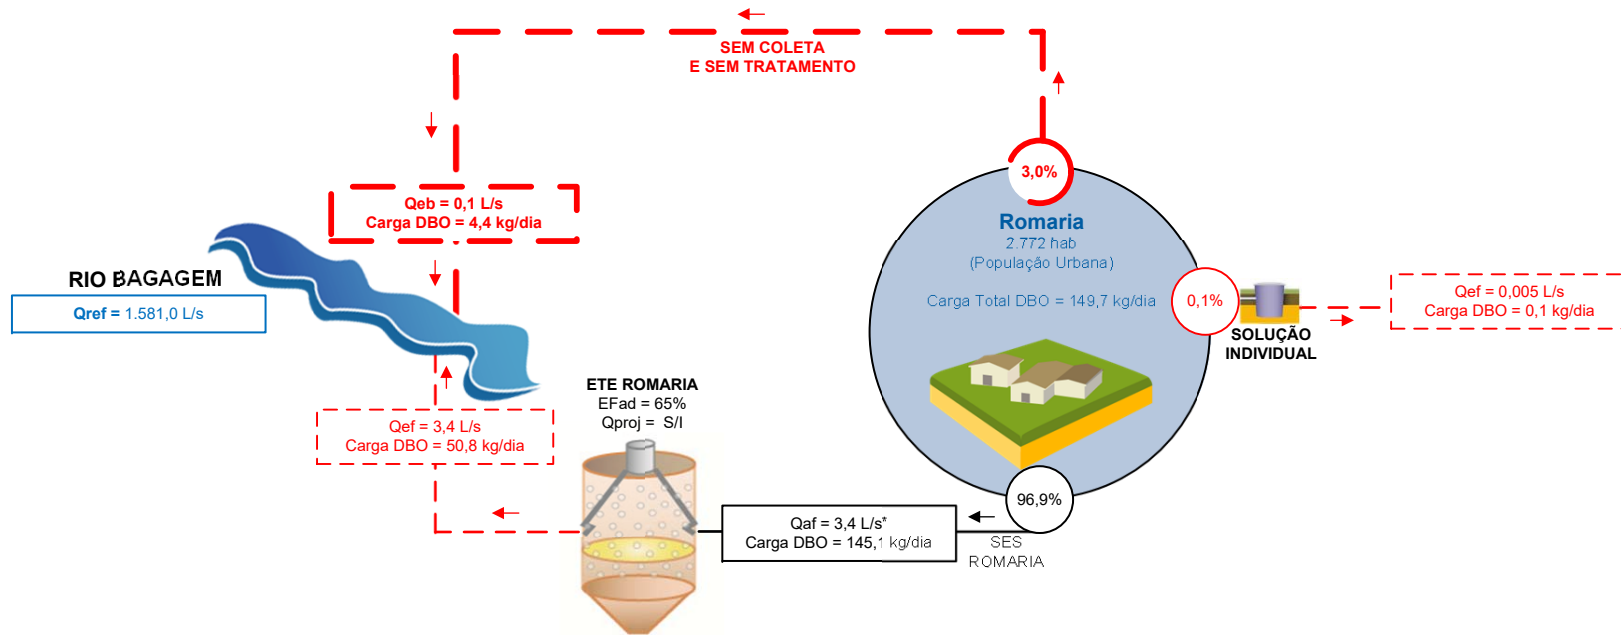 SEM COLETA
E SEM TRATAMENTO
3,0%
Qeb = 0,1 L/s
Carga DBO = 4,4 kg/dia
Romaria
2.772 hab
(População Urbana)
Carga Total DBO = 149,7 kg/dia
RIO BAGAGEM
Qref = 1.581,0 L/s
0,1%
SOLUÇÃO
INDIVIDUAL
Qef = 0,005 L/s
Carga DBO = 0,1 kg/dia
ETE ROMARIA
EFad = 65%
Qproj = S/I
Qef = 3,4 L/s
Carga DBO = 50,8 kg/dia
96,9%
Qaf = 3,4 L/s*
Carga DBO = 145,1 kg/dia
SES
ROMARIA